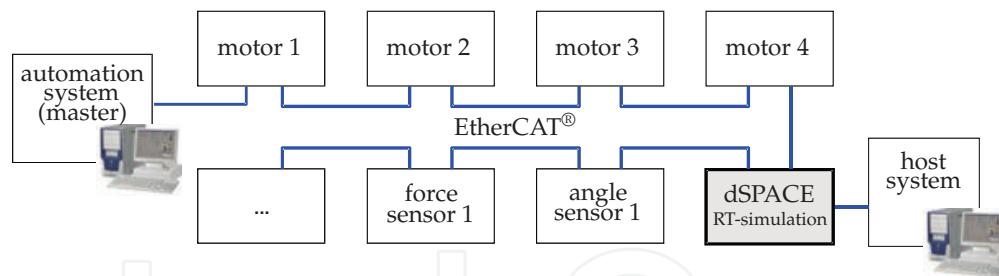 motor 1
motor 2
motor 3
motor 4
automation
system
(master)
EtherCAT®
...
force
sensor 1
angle
sensor 1
dSPACE
RT-simulation
host
system